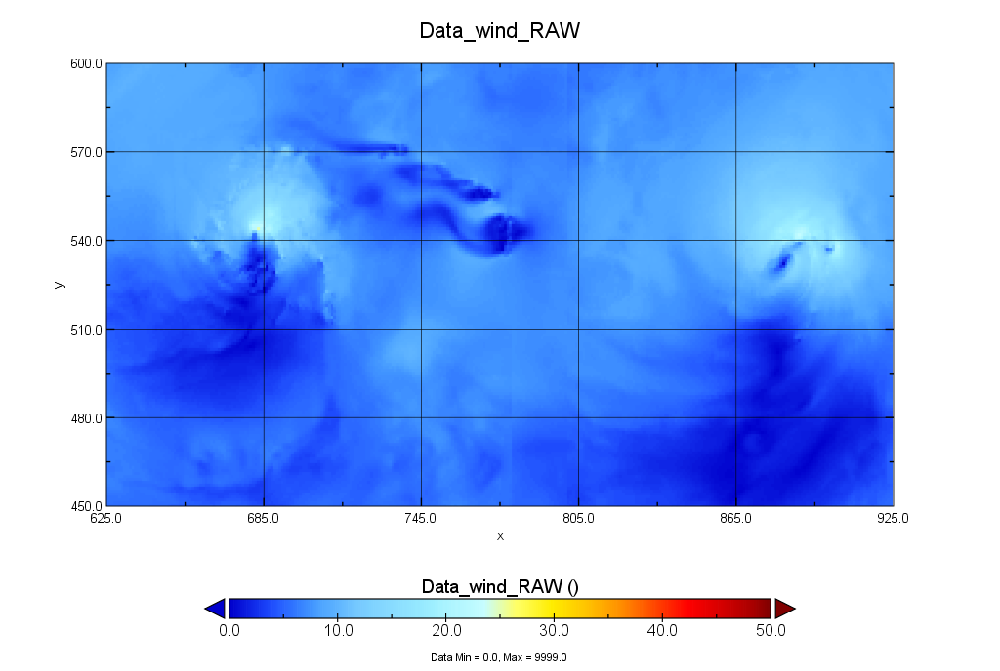 Data_wind_RAW
600.0
570.0
540.0
y
510.0
480.0
450.0
625.0 685.0 745.0 805.0 865.0 925.0
x
Data_wind_RAW ()
0.0 10.0 20.0 30.0 40.0 50.0
Data Min = 0.0, Max = 9999.0